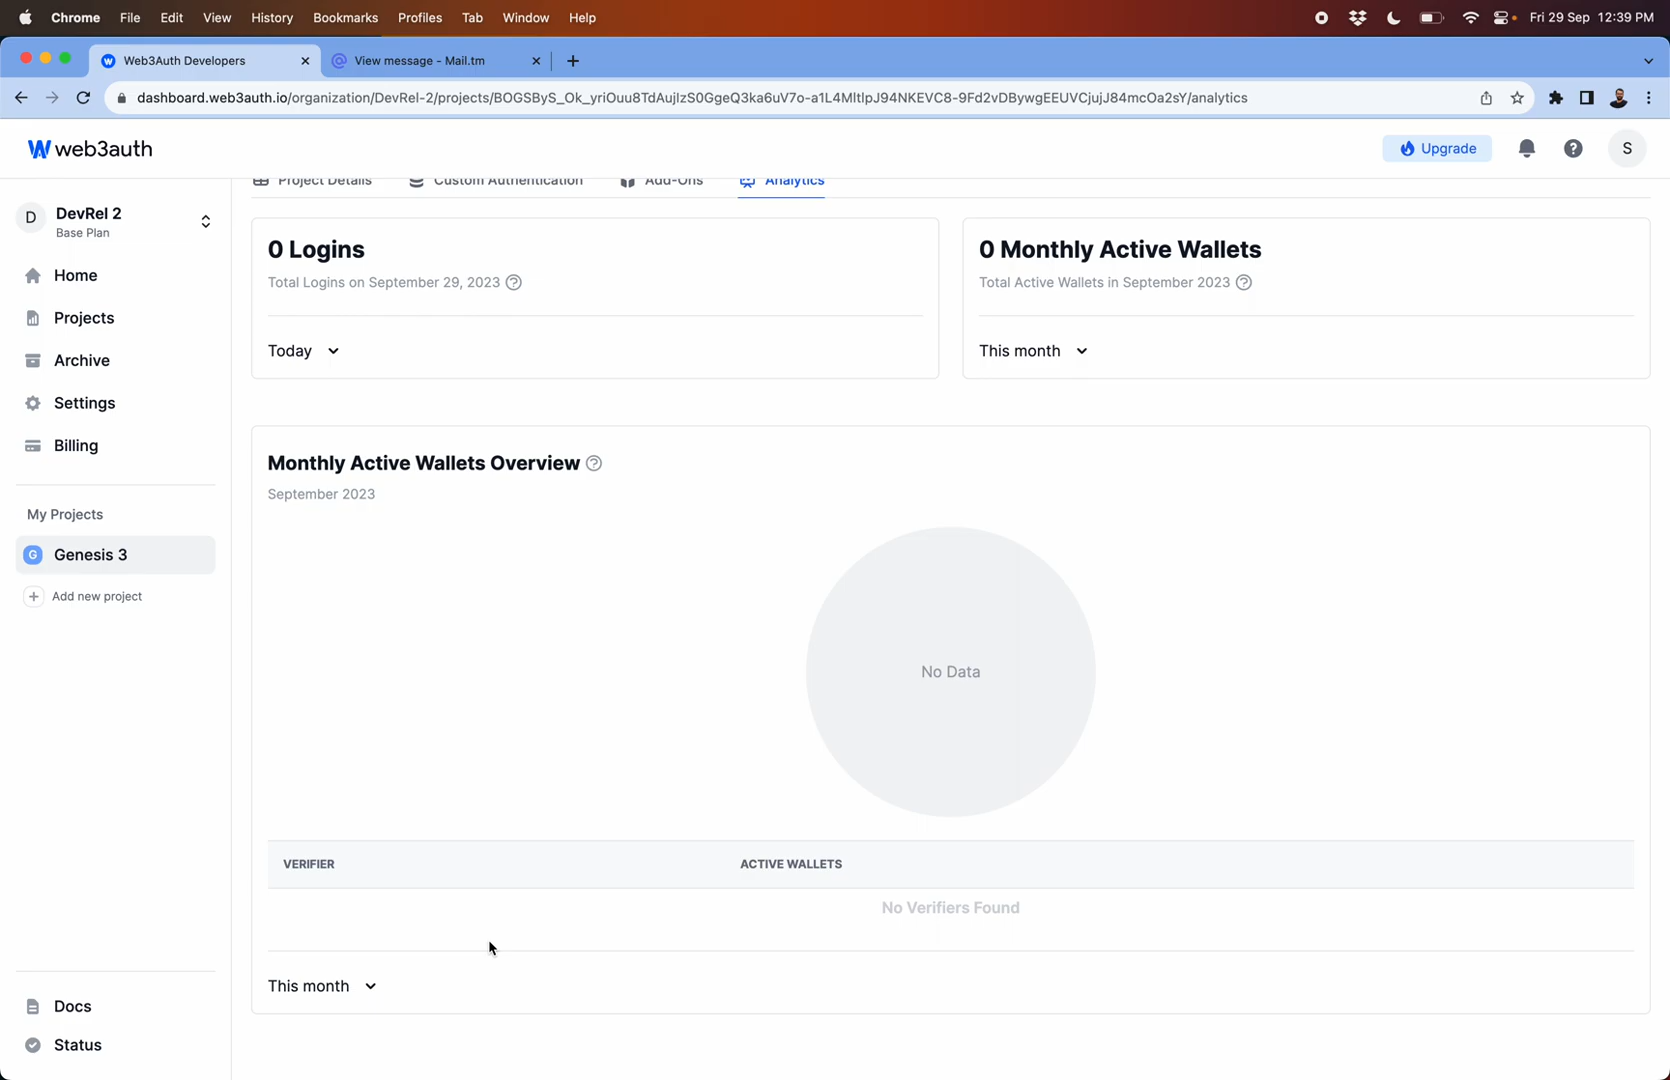 Chrome File Edit View History Bookmarks Profiles Tab Window Help Fri 29 Sep 12:39 PM
Web3Auth Developers View message - Mail.tm
dashboard.web3auth.io/organization/DevRel-2/projects/BOGSByS_Ok_yriOuu8TdAujlzS0GgeQ3ka6uV7o-a1L4MltlpJ94NKEVC8-9Fd2vDBywgEEUVCjujJ84mcOa2sY/analytics
web3auth Upgrade S
Project Details Custom Authentication Add-Ons Analytics
D DevRel 2
Base Plan
Home
Projects
Archive
Settings
Billing
My Projects
G Genesis 3
Add new project
Docs
Status
0 Logins
Total Logins on September 29, 2023
Today
0 Monthly Active Wallets
Total Active Wallets in September 2023
This month
Monthly Active Wallets Overview
September 2023
No Data
VERIFIER ACTIVE WALLETS
No Verifiers Found
This month